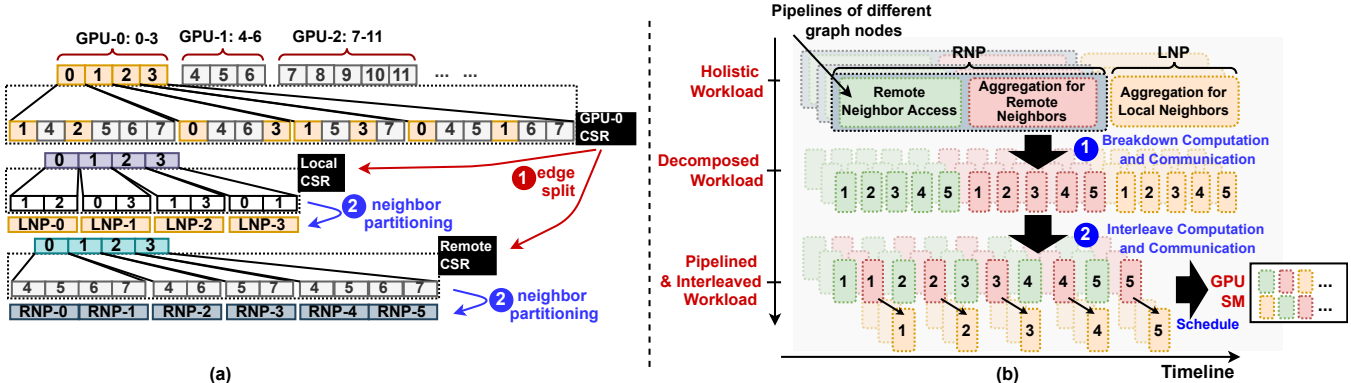 GPU-0: 0-3 GPU-1: 4-6 GPU-2: 7-11
0 1 2 3 4 5 6 7 8 9 10 11 ... ...
1 4 2 5 6 7 0 4 6 3 1 5 3 7 0 4 5 1 6 7
GPU-0
CSR
0 1 2 3
Local
CSR
1 edge
split
1 2 0 3 1 3 0 1
LNP-0 LNP-1 LNP-2 LNP-3
2 neighbor
partitioning
0 1 2 3
Remote
CSR
4 5 6 7 4 6 5 7 4 5 6 7
RNP-0 RNP-1 RNP-2 RNP-3 RNP-4 RNP-5
2 neighbor
partitioning
(a)
Pipelines of different
graph nodes
RNP LNP
Holistic
Workload
Remote
Neighbor Access
Aggregation for
Remote
Neighbors
Aggregation for
Local Neighbors
1 Breakdown Computation
and Communication
Decomposed
Workload
1 2 3 4 5 1 2 3 4 5 1 2 3 4 5
2 Interleave Computation
and Communication
Pipelined
& Interleaved
Workload
1 1 2 2 3 3 4 4 5 5
1 2 3 4 5
Schedule
GPU
SM
...
...
(b)
Timeline